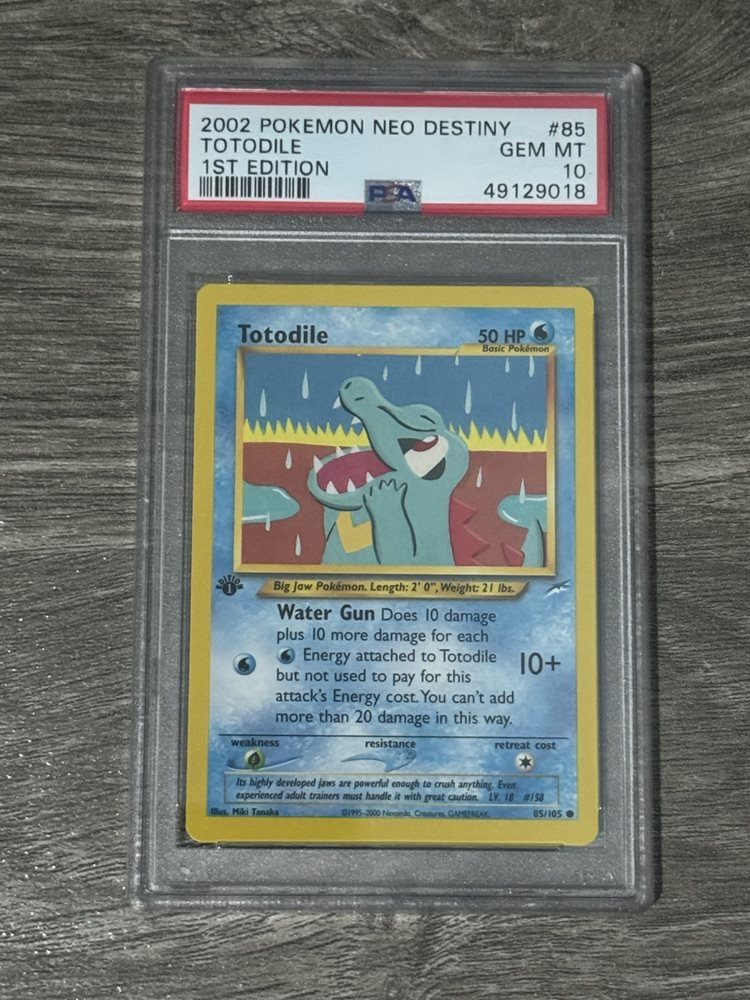 2002 POKEMON NEO DESTINY #85
TOTODILE GEM MT
1ST EDITION 10
PSA 49129018
Totodile 50 HP
Basic Pokémon
EDITION
1
Big Jaw Pokémon. Length: 2' 0", Weight: 21 lbs.
Water Gun Does 10 damage
plus 10 more damage for each
Energy attached to Totodile
but not used to pay for this
attack's Energy cost. You can't add
more than 20 damage in this way.
10+
weakness resistance retreat cost
Its highly developed jaws are powerful enough to crush anything. Even
experienced adult trainers must handle it with great caution. LV. 18 #158
Illus. Miki Tanaka ©1995-2000 Nintendo, Creatures, GAMEFREAK 85/105